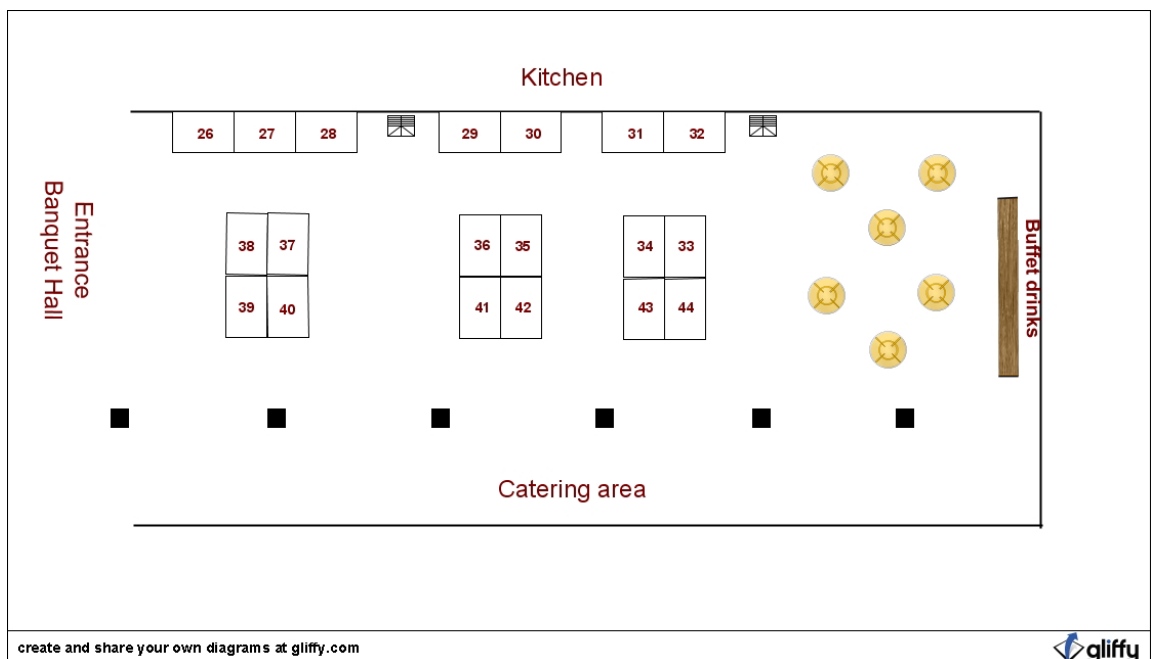 Kitchen
26 27 28 29 30 31 32
Entrance
Banquet Hall
38 37 36 35 34 33
39 40 41 42 43 44
Buffet drinks
Catering area
create and share your own diagrams at gliffy.com
gliffy